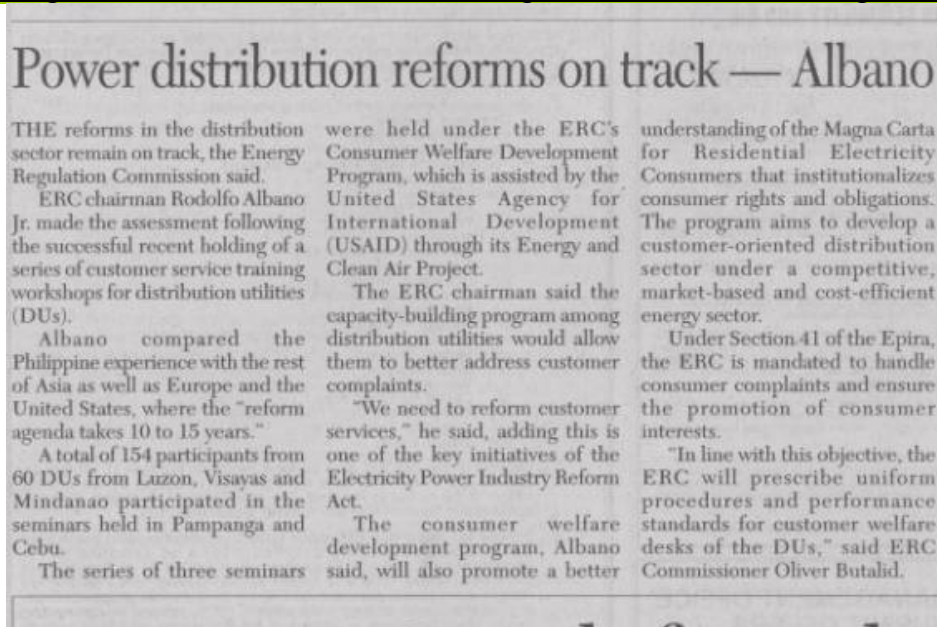 Power distribution reforms on track — Albano
THE reforms in the distribution
sector remain on track, the Energy
Regulation Commission said.
ERC chairman Rodolfo Albano
Jr. made the assessment following
the successful recent holding of a
series of customer service training
workshops for distribution utilities
(DUs).
Albano compared the
Philippine experience with the rest
of Asia as well as Europe and the
United States, where the "reform
agenda takes 10 to 15 years."
A total of 154 participants from
60 DUs from Luzon, Visayas and
Mindanao participated in the
seminars held in Pampanga and
Cebu.
The series of three seminars
were held under the ERC's
Consumer Welfare Development
Program, which is assisted by the
United States Agency for
International Development
(USAID) through its Energy and
Clean Air Project.
The ERC chairman said the
capacity-building program among
distribution utilities would allow
them to better address customer
complaints.
"We need to reform customer
services," he said, adding this is
one of the key initiatives of the
Electricity Power Industry Reform
Act.
The consumer welfare
development program, Albano
said, will also promote a better
understanding of the Magna Carta
for Residential Electricity
Consumers that institutionalizes
consumer rights and obligations.
The program aims to develop a
customer-oriented distribution
sector under a competitive,
market-based and cost-efficient
energy sector.
Under Section 41 of the Epira,
the ERC is mandated to handle
consumer complaints and ensure
the promotion of consumer
interests.
"In line with this objective, the
ERC will prescribe uniform
procedures and performance
standards for customer welfare
desks of the DUs," said ERC
Commissioner Oliver Butalid.